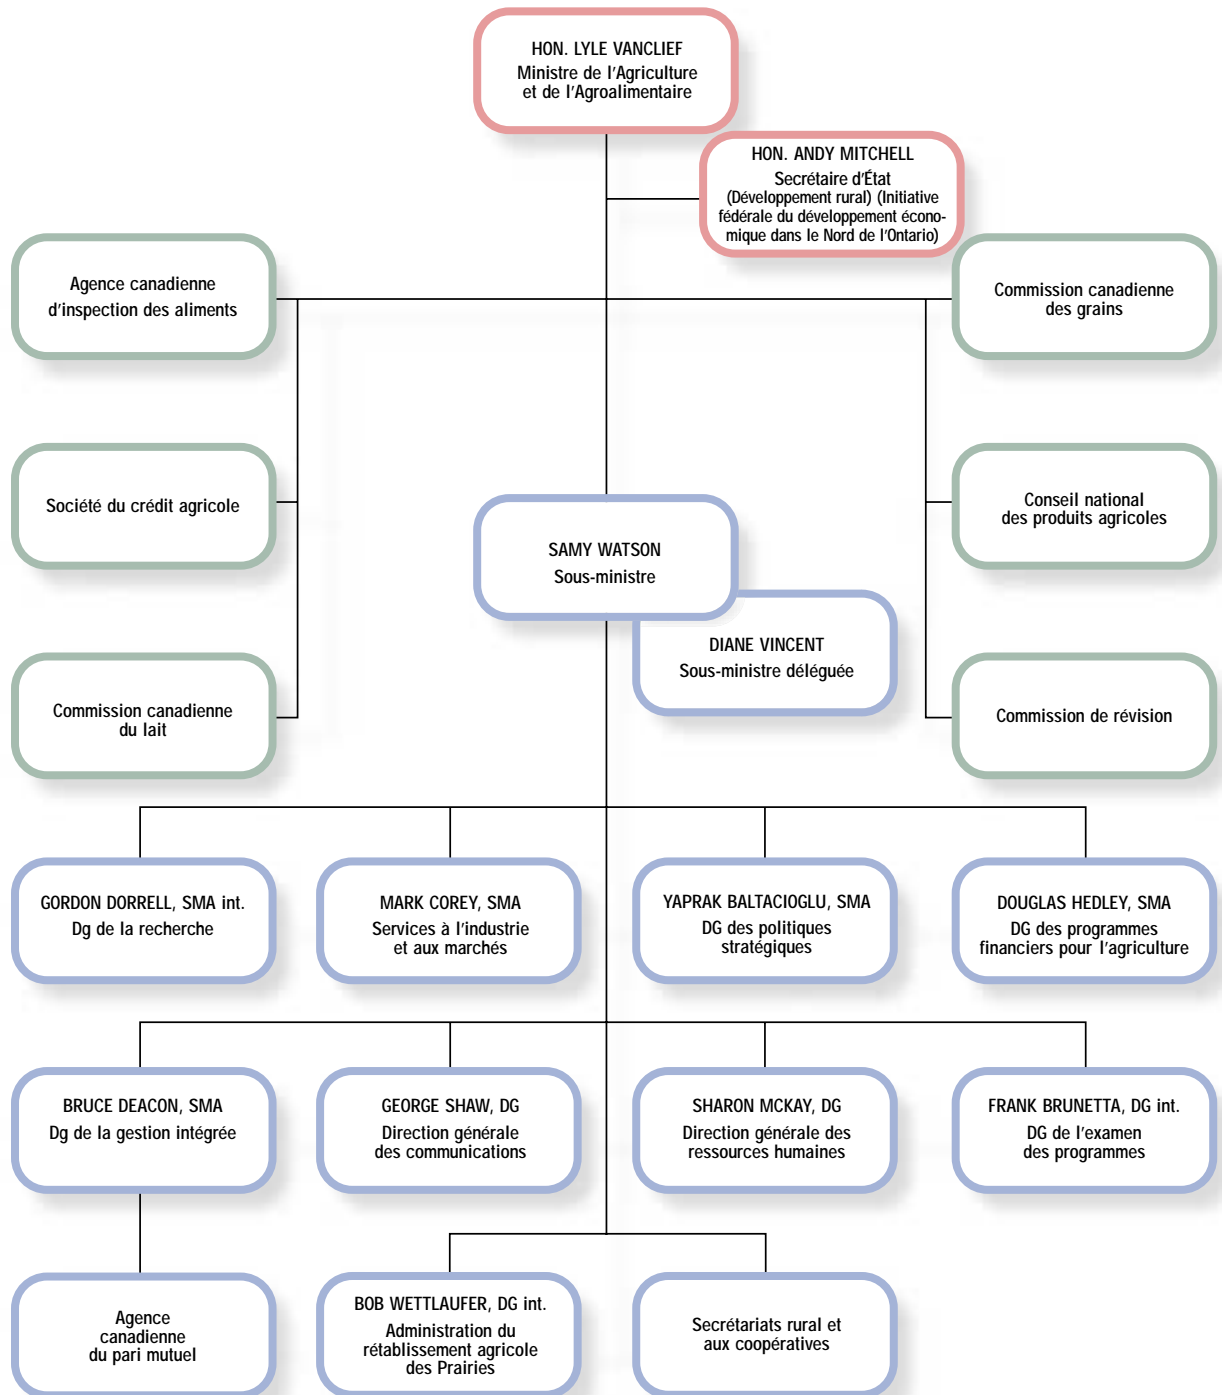 HON. LYLE VANCLIEF
Ministre de l'Agriculture
et de l'Agroalimentaire
HON. ANDY MITCHELL
Secrétaire d'État
(Développement rural) (Initiative
fédérale du développement écono-
mique dans le Nord de l'Ontario)
Agence canadienne
d'inspection des aliments
Commission canadienne
des grains
Société du crédit agricole
Conseil national
des produits agricoles
SAMY WATSON
Sous-ministre
DIANE VINCENT
Sous-ministre déléguée
Commission canadienne
du lait
Commission de révision
GORDON DORRELL, SMA int.
Dg de la recherche
MARK COREY, SMA
Services à l'industrie
et aux marchés
YAPRAK BALTACIOGLU, SMA
DG des politiques
stratégiques
DOUGLAS HEDLEY, SMA
DG des programmes
financiers pour l'agriculture
BRUCE DEACON, SMA
Dg de la gestion intégrée
GEORGE SHAW, DG
Direction générale
des communications
SHARON MCKAY, DG
Direction générale des
ressources humaines
FRANK BRUNETTA, DG int.
DG de l'examen
des programmes
Agence
canadienne
du pari mutuel
BOB WETTLAUFER, DG int.
Administration du
rétablissement agricole
des Prairies
Secrétariats rural et
aux coopératives